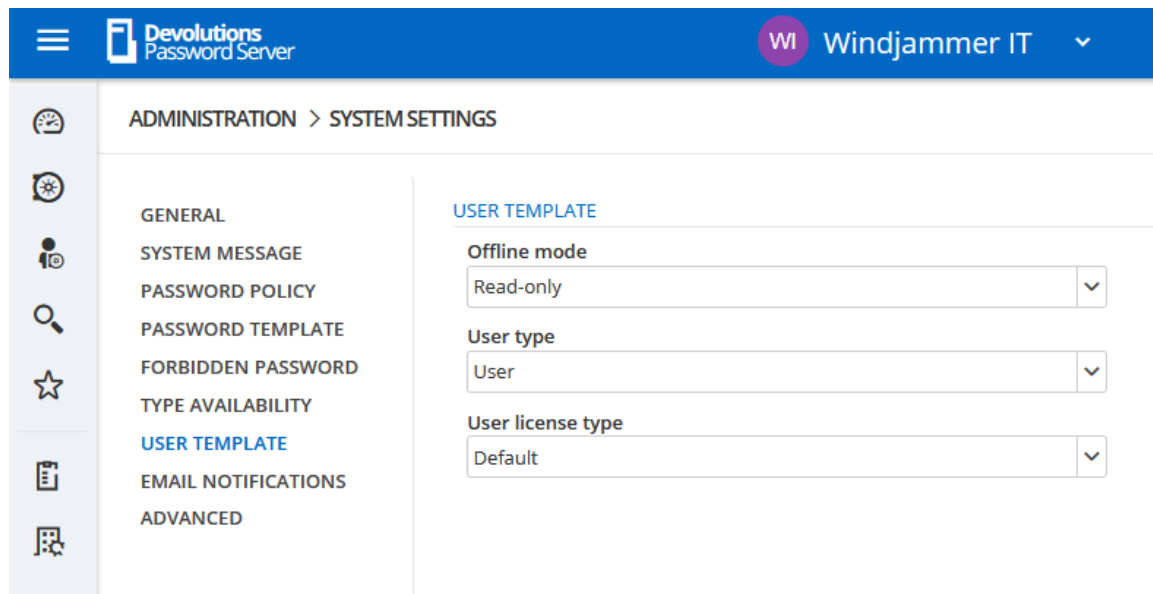 Devolutions
Password Server
WI Windjammer IT
ADMINISTRATION > SYSTEM SETTINGS
GENERAL
SYSTEM MESSAGE
PASSWORD POLICY
PASSWORD TEMPLATE
FORBIDDEN PASSWORD
TYPE AVAILABILITY
USER TEMPLATE
EMAIL NOTIFICATIONS
ADVANCED
USER TEMPLATE
Offline mode
Read-only
User type
User
User license type
Default